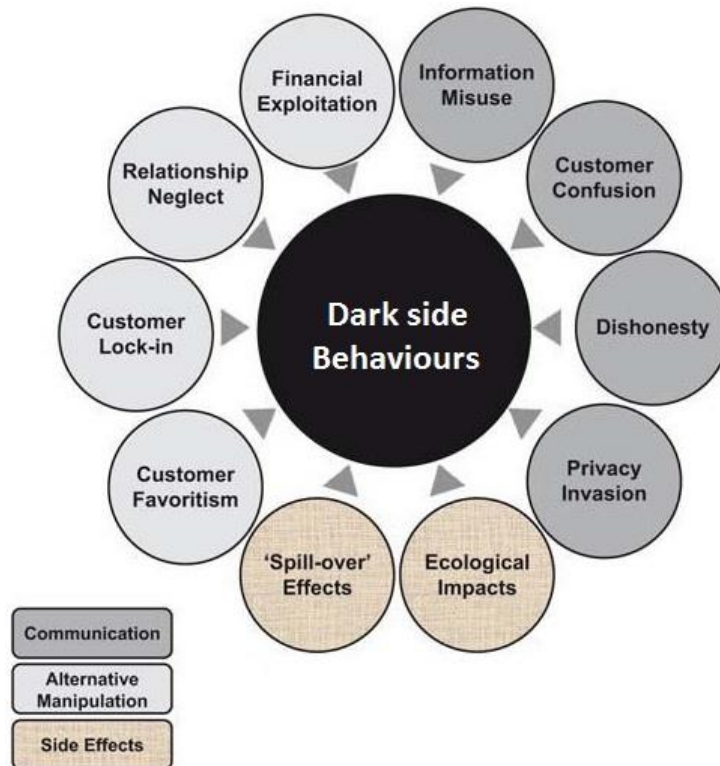 Financial
Exploitation
Information
Misuse
Customer
Confusion
Dishonesty
Privacy
Invasion
Ecological
Impacts
‘Spill-over’
Effects
Customer
Favoritism
Customer
Lock-in
Relationship
Neglect
Dark side
Behaviours
Communication
Alternative
Manipulation
Side Effects